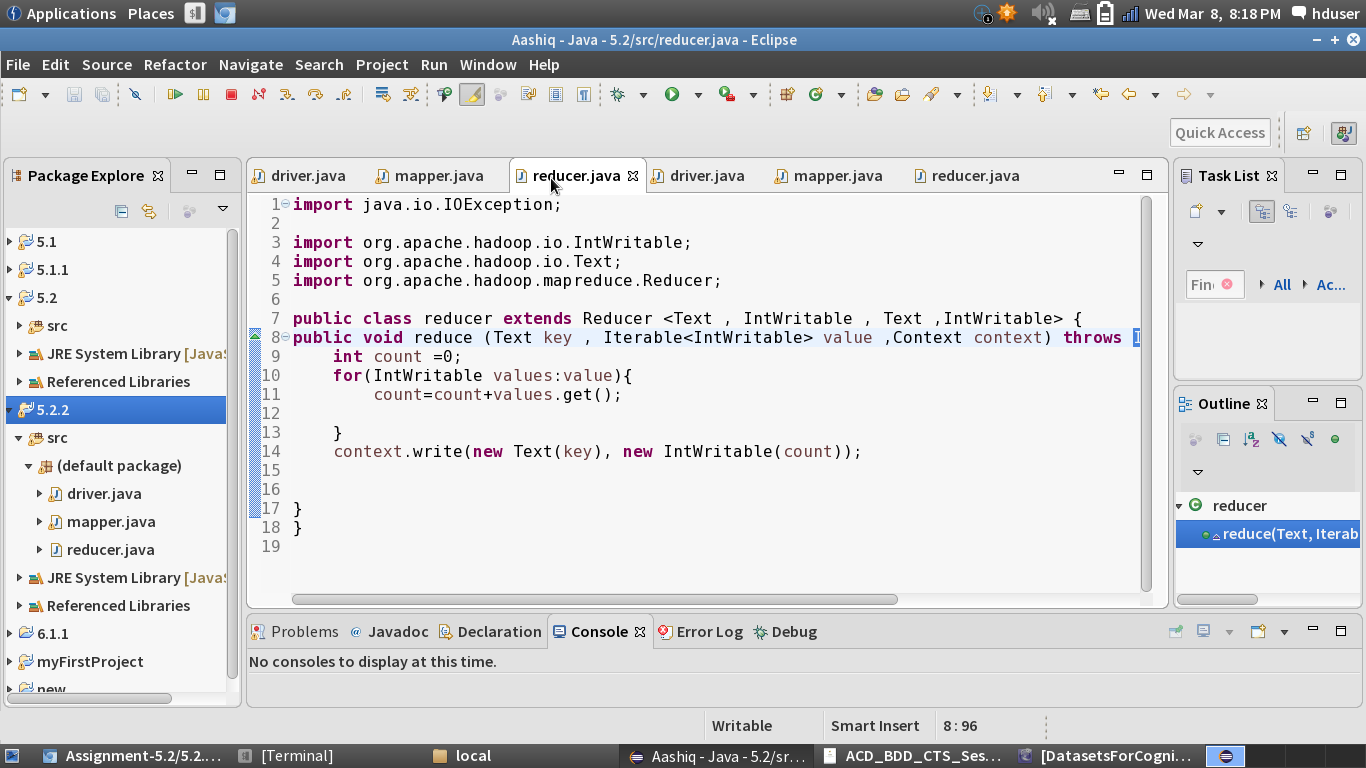 Applications Places Wed Mar 8, 8:18 PM hduser
Aashiq - Java - 5.2/src/reducer.java - Eclipse
File Edit Source Refactor Navigate Search Project Run Window Help
Quick Access
Package Explore
5.1
5.1.1
5.2
src
JRE System Library [Java
Referenced Libraries
5.2.2
src
(default package)
driver.java
mapper.java
reducer.java
JRE System Library [Java
Referenced Libraries
6.1.1
myFirstProject
new
driver.java mapper.java reducer.java driver.java mapper.java reducer.java
1 import java.io.IOException;
2
3 import org.apache.hadoop.io.IntWritable;
4 import org.apache.hadoop.io.Text;
5 import org.apache.hadoop.mapreduce.Reducer;
6
7 public class reducer extends Reducer <Text , IntWritable , Text ,IntWritable> {
8 public void reduce (Text key , Iterable<IntWritable> value ,Context context) throws I
9 int count =0;
10 for(IntWritable values:value){
11 count=count+values.get();
12
13 }
14 context.write(new Text(key), new IntWritable(count));
15
16
17 }
18 }
19
Task List
Fin All Ac...
Outline
reducer
reduce(Text, Iterab
Problems @ Javadoc Declaration Console Error Log Debug
No consoles to display at this time.
Writable Smart Insert 8 : 96
Assignment-5.2/5.2.... [Terminal] local Aashiq - Java - 5.2/sr... ACD_BDD_CTS_Ses... [DatasetsForCogni...